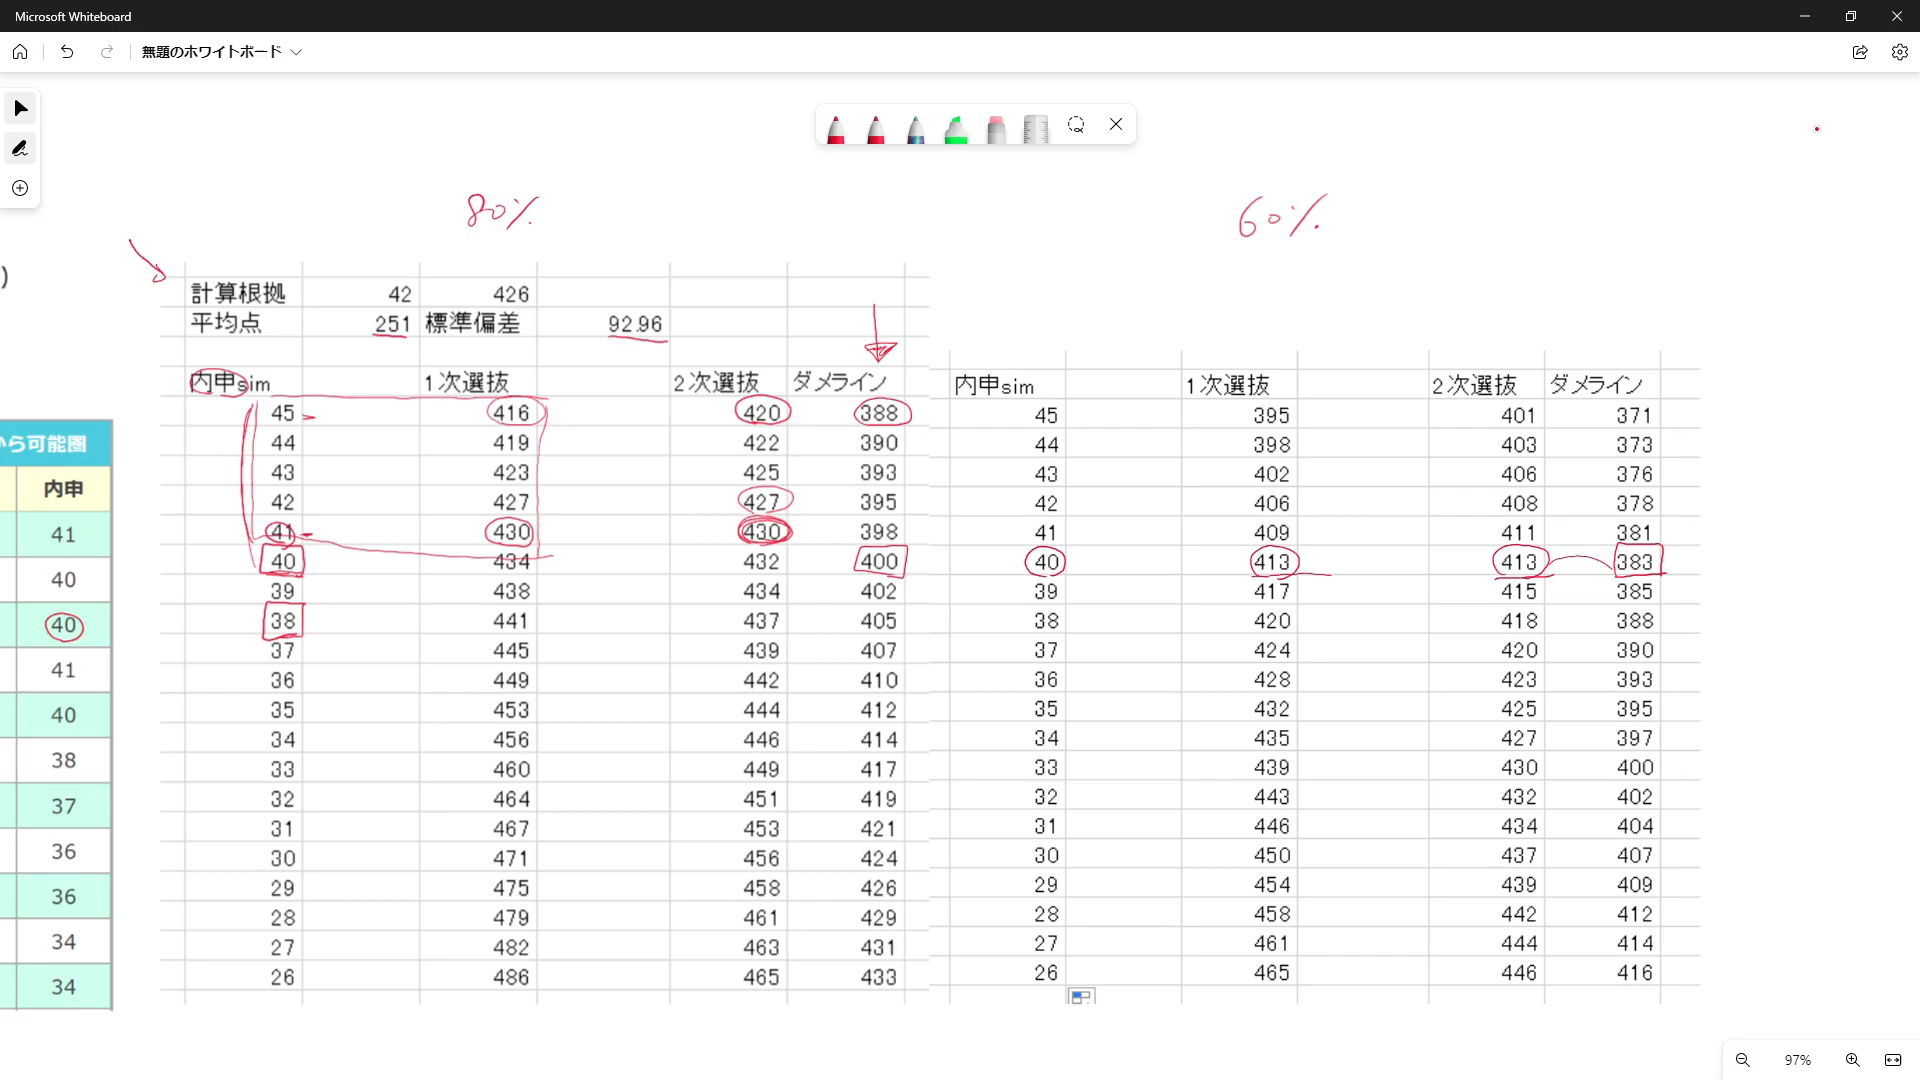 Microsoft Whiteboard
無題のホワイトボード
80%
60%
)
計算根拠 42 426
平均点 251 標準偏差 92.96
内申sim 1次選抜 2次選抜 ダメライン
45 416 420 388
44 419 422 390
43 423 425 393
42 427 427 395
41 430 430 398
40 434 432 400
39 438 434 402
38 441 437 405
37 445 439 407
36 449 442 410
35 453 444 412
34 456 446 414
33 460 449 417
32 464 451 419
31 467 453 421
30 471 456 424
29 475 458 426
28 479 461 429
27 482 463 431
26 486 465 433
内申sim 1次選抜 2次選抜 ダメライン
45 395 401 371
44 398 403 373
43 402 406 376
42 406 408 378
41 409 411 381
40 413 413 383
39 417 415 385
38 420 418 388
37 424 420 390
36 428 423 393
35 432 425 395
34 435 427 397
33 439 430 400
32 443 432 402
31 446 434 404
30 450 437 407
29 454 439 409
28 458 442 412
27 461 444 414
26 465 446 416
から可能圏
内申
41
40
40
41
40
38
37
36
36
34
34
97%